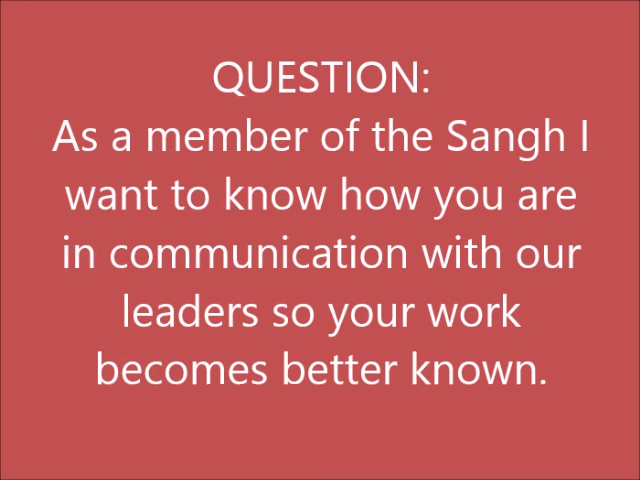 QUESTION:
As a member of the Sangh I
want to know how you are
in communication with our
leaders so your work
becomes better known.